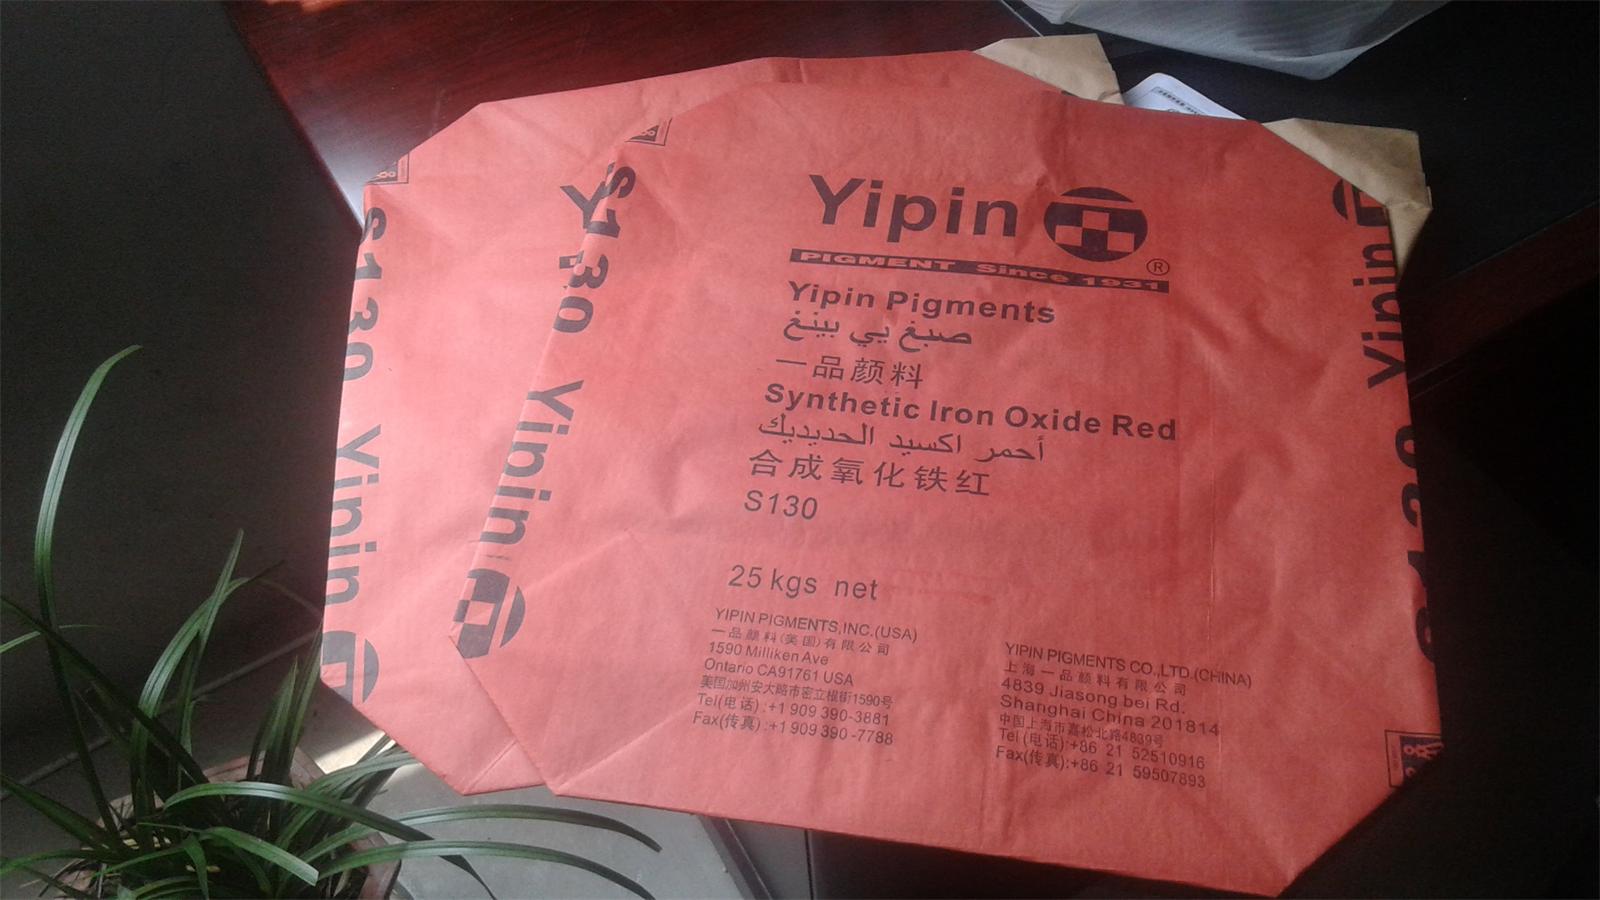 Yipin
®
PIGMENT Since 1931
Yipin Pigments
صبغ يي بينغ
一品颜料
Synthetic Iron Oxide Red
أحمر اكسيد الحديديك
合成氧化铁红
S130
25 kgs net
YIPIN PIGMENTS,INC.(USA)
一品颜料(美国)有限公司
1590 Milliken Ave
Ontario CA91761 USA
美国加州安大略市密立根街1590号
Tel(电话) :+1 909 390-3881
Fax(传真) :+1 909 390 -7788
YIPIN PIGMENTS CO.,LTD.(CHINA)
上海一品颜料有限公司
4839 Jiasong bei Rd.
Shanghai China 201814
中国上海市嘉松北路4839号
Tel (电话):+86 21 52510916
Fax(传真):+86 21 59507893
S130 Yipin
S130 Yipin
Yipin